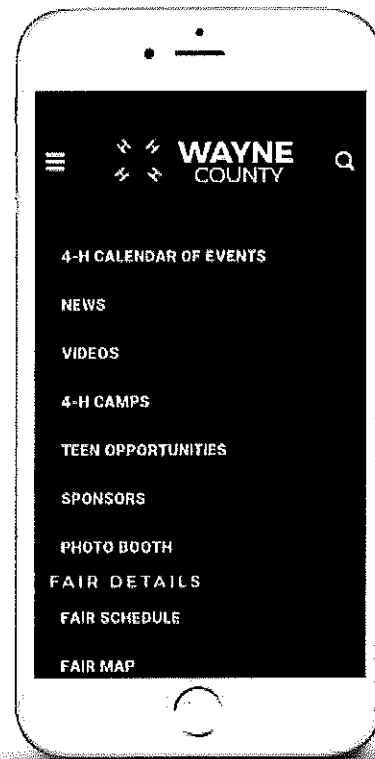 WAYNE
COUNTY
4-H CALENDAR OF EVENTS
NEWS
VIDEOS
4-H CAMPS
TEEN OPPORTUNITIES
SPONSORS
PHOTO BOOTH
FAIR DETAILS
FAIR SCHEDULE
FAIR MAP